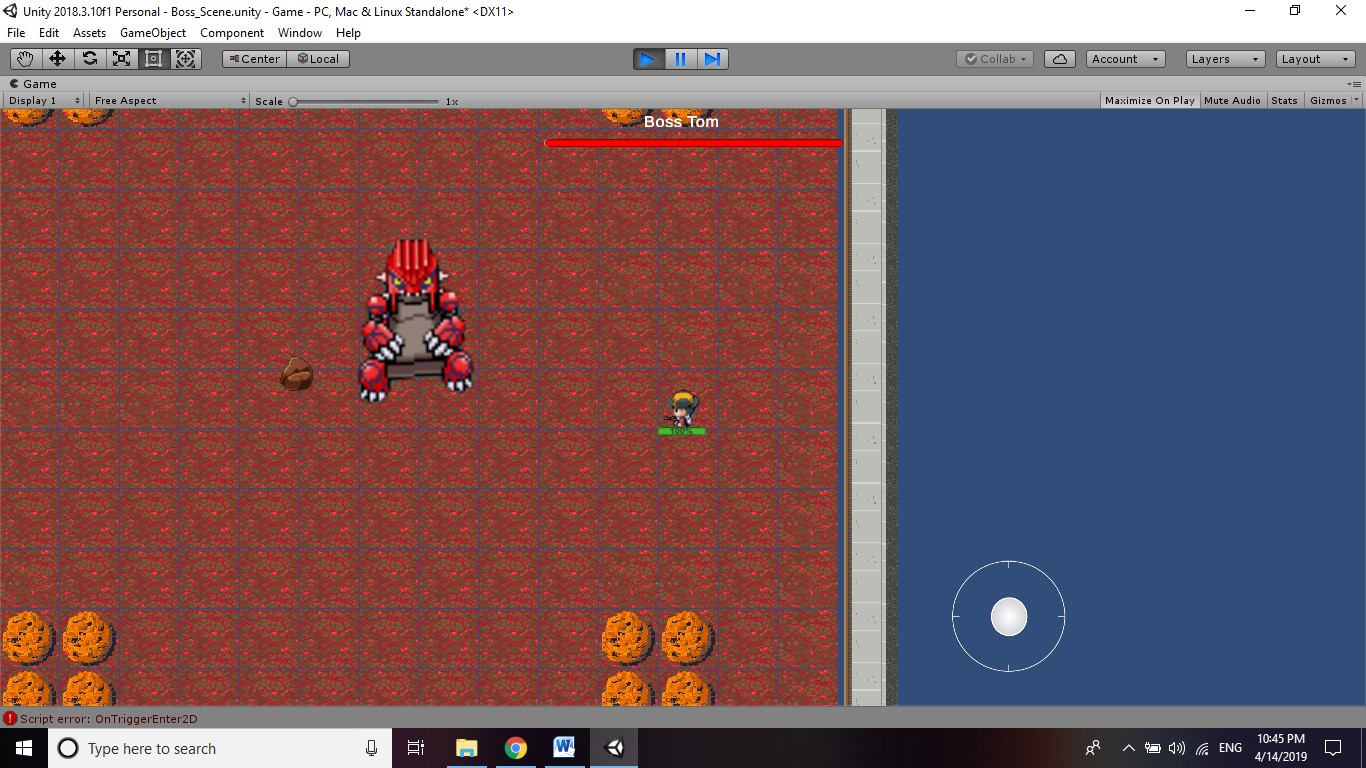 Unity 2018.3.10f1 Personal - Boss_Scene.unity - Game - PC, Mac & Linux Standalone* <DX11>
File Edit Assets GameObject Component Window Help
Center Local Collab Account Layers Layout
Game
Display 1 Free Aspect Scale 1x Maximize On Play Mute Audio Stats Gizmos
Boss Tom
100%
Script error: OnTriggerEnter2D
Type here to search
ENG
10:45 PM
4/14/2019